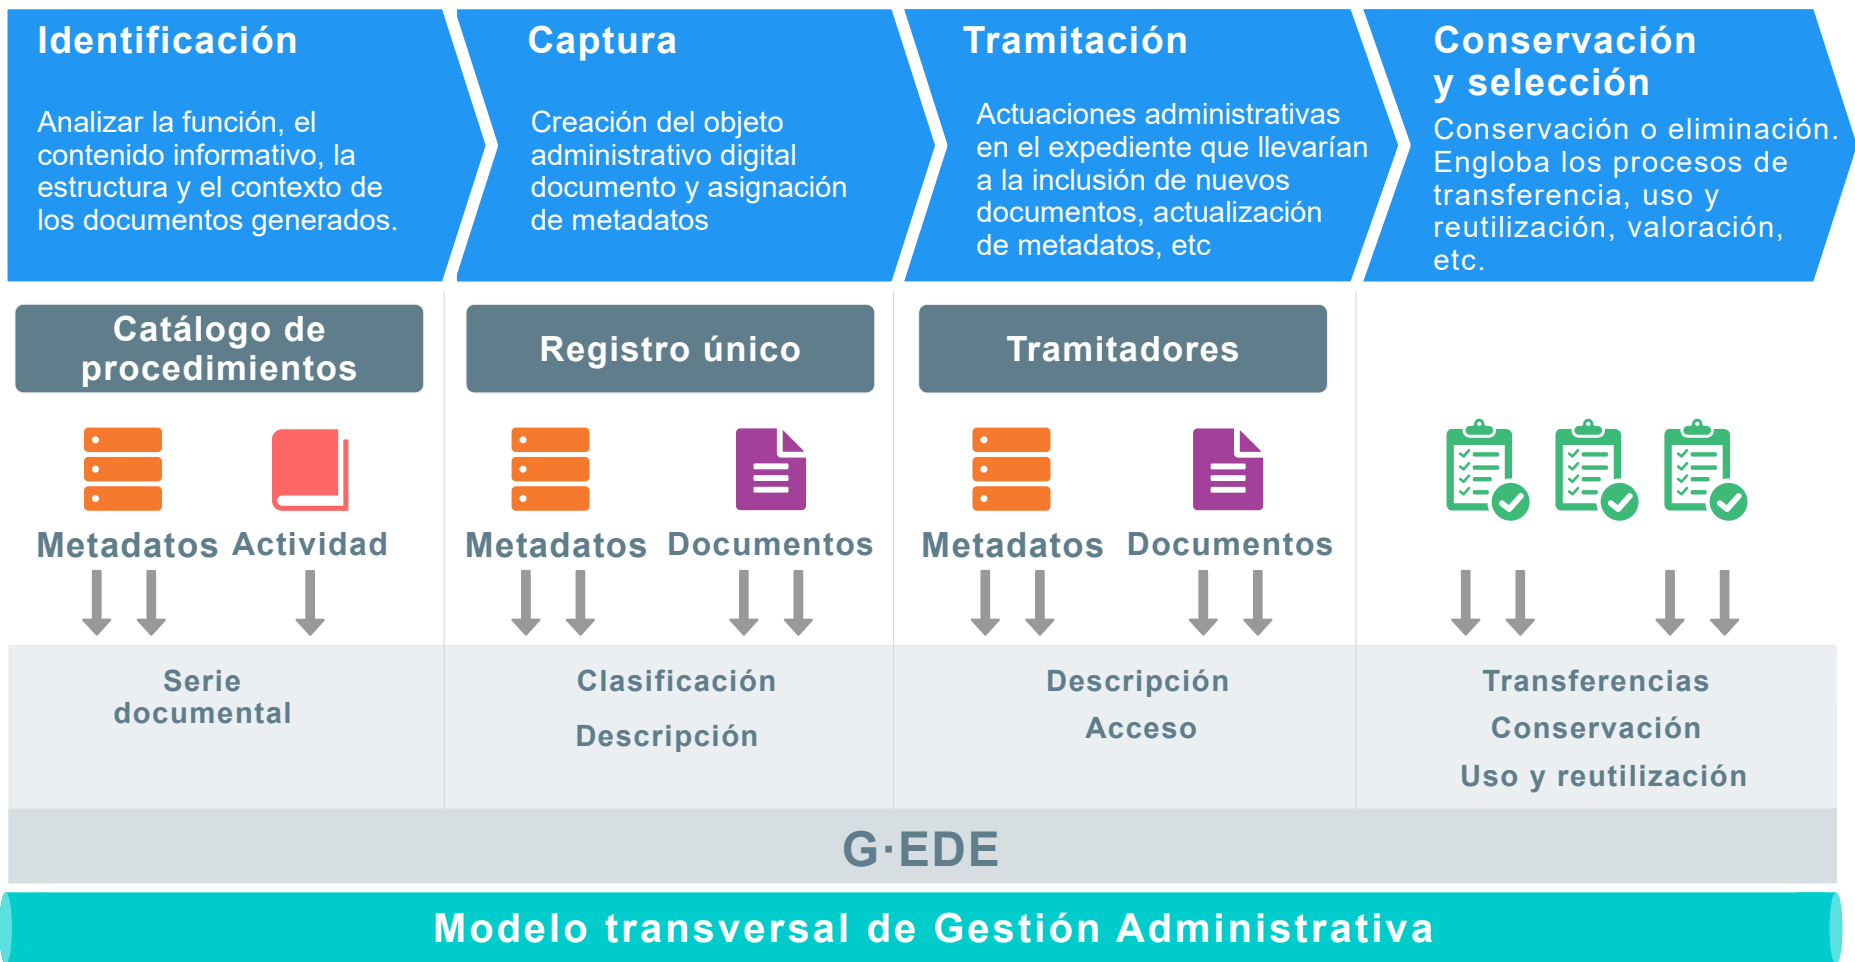 Identificación
Analizar la función, el
contenido informativo, la
estructura y el contexto de
los documentos generados.
Captura
Creación del objeto
administrativo digital
documento y asignación
de metadatos
Tramitación
Actuaciones administrativas
en el expediente que llevarían
a la inclusión de nuevos
documentos, actualización
de metadatos, etc
Conservación
y selección
Conservación o eliminación.
Engloba los procesos de
transferencia, uso y
reutilización, valoración,
etc.
Catálogo de
procedimientos
Registro único
Tramitadores
Metadatos
Actividad
Metadatos
Documentos
Metadatos
Documentos
Serie
documental
Clasificación
Descripción
Descripción
Acceso
Transferencias
Conservación
Uso y reutilización
G·EDE
Modelo transversal de Gestión Administrativa